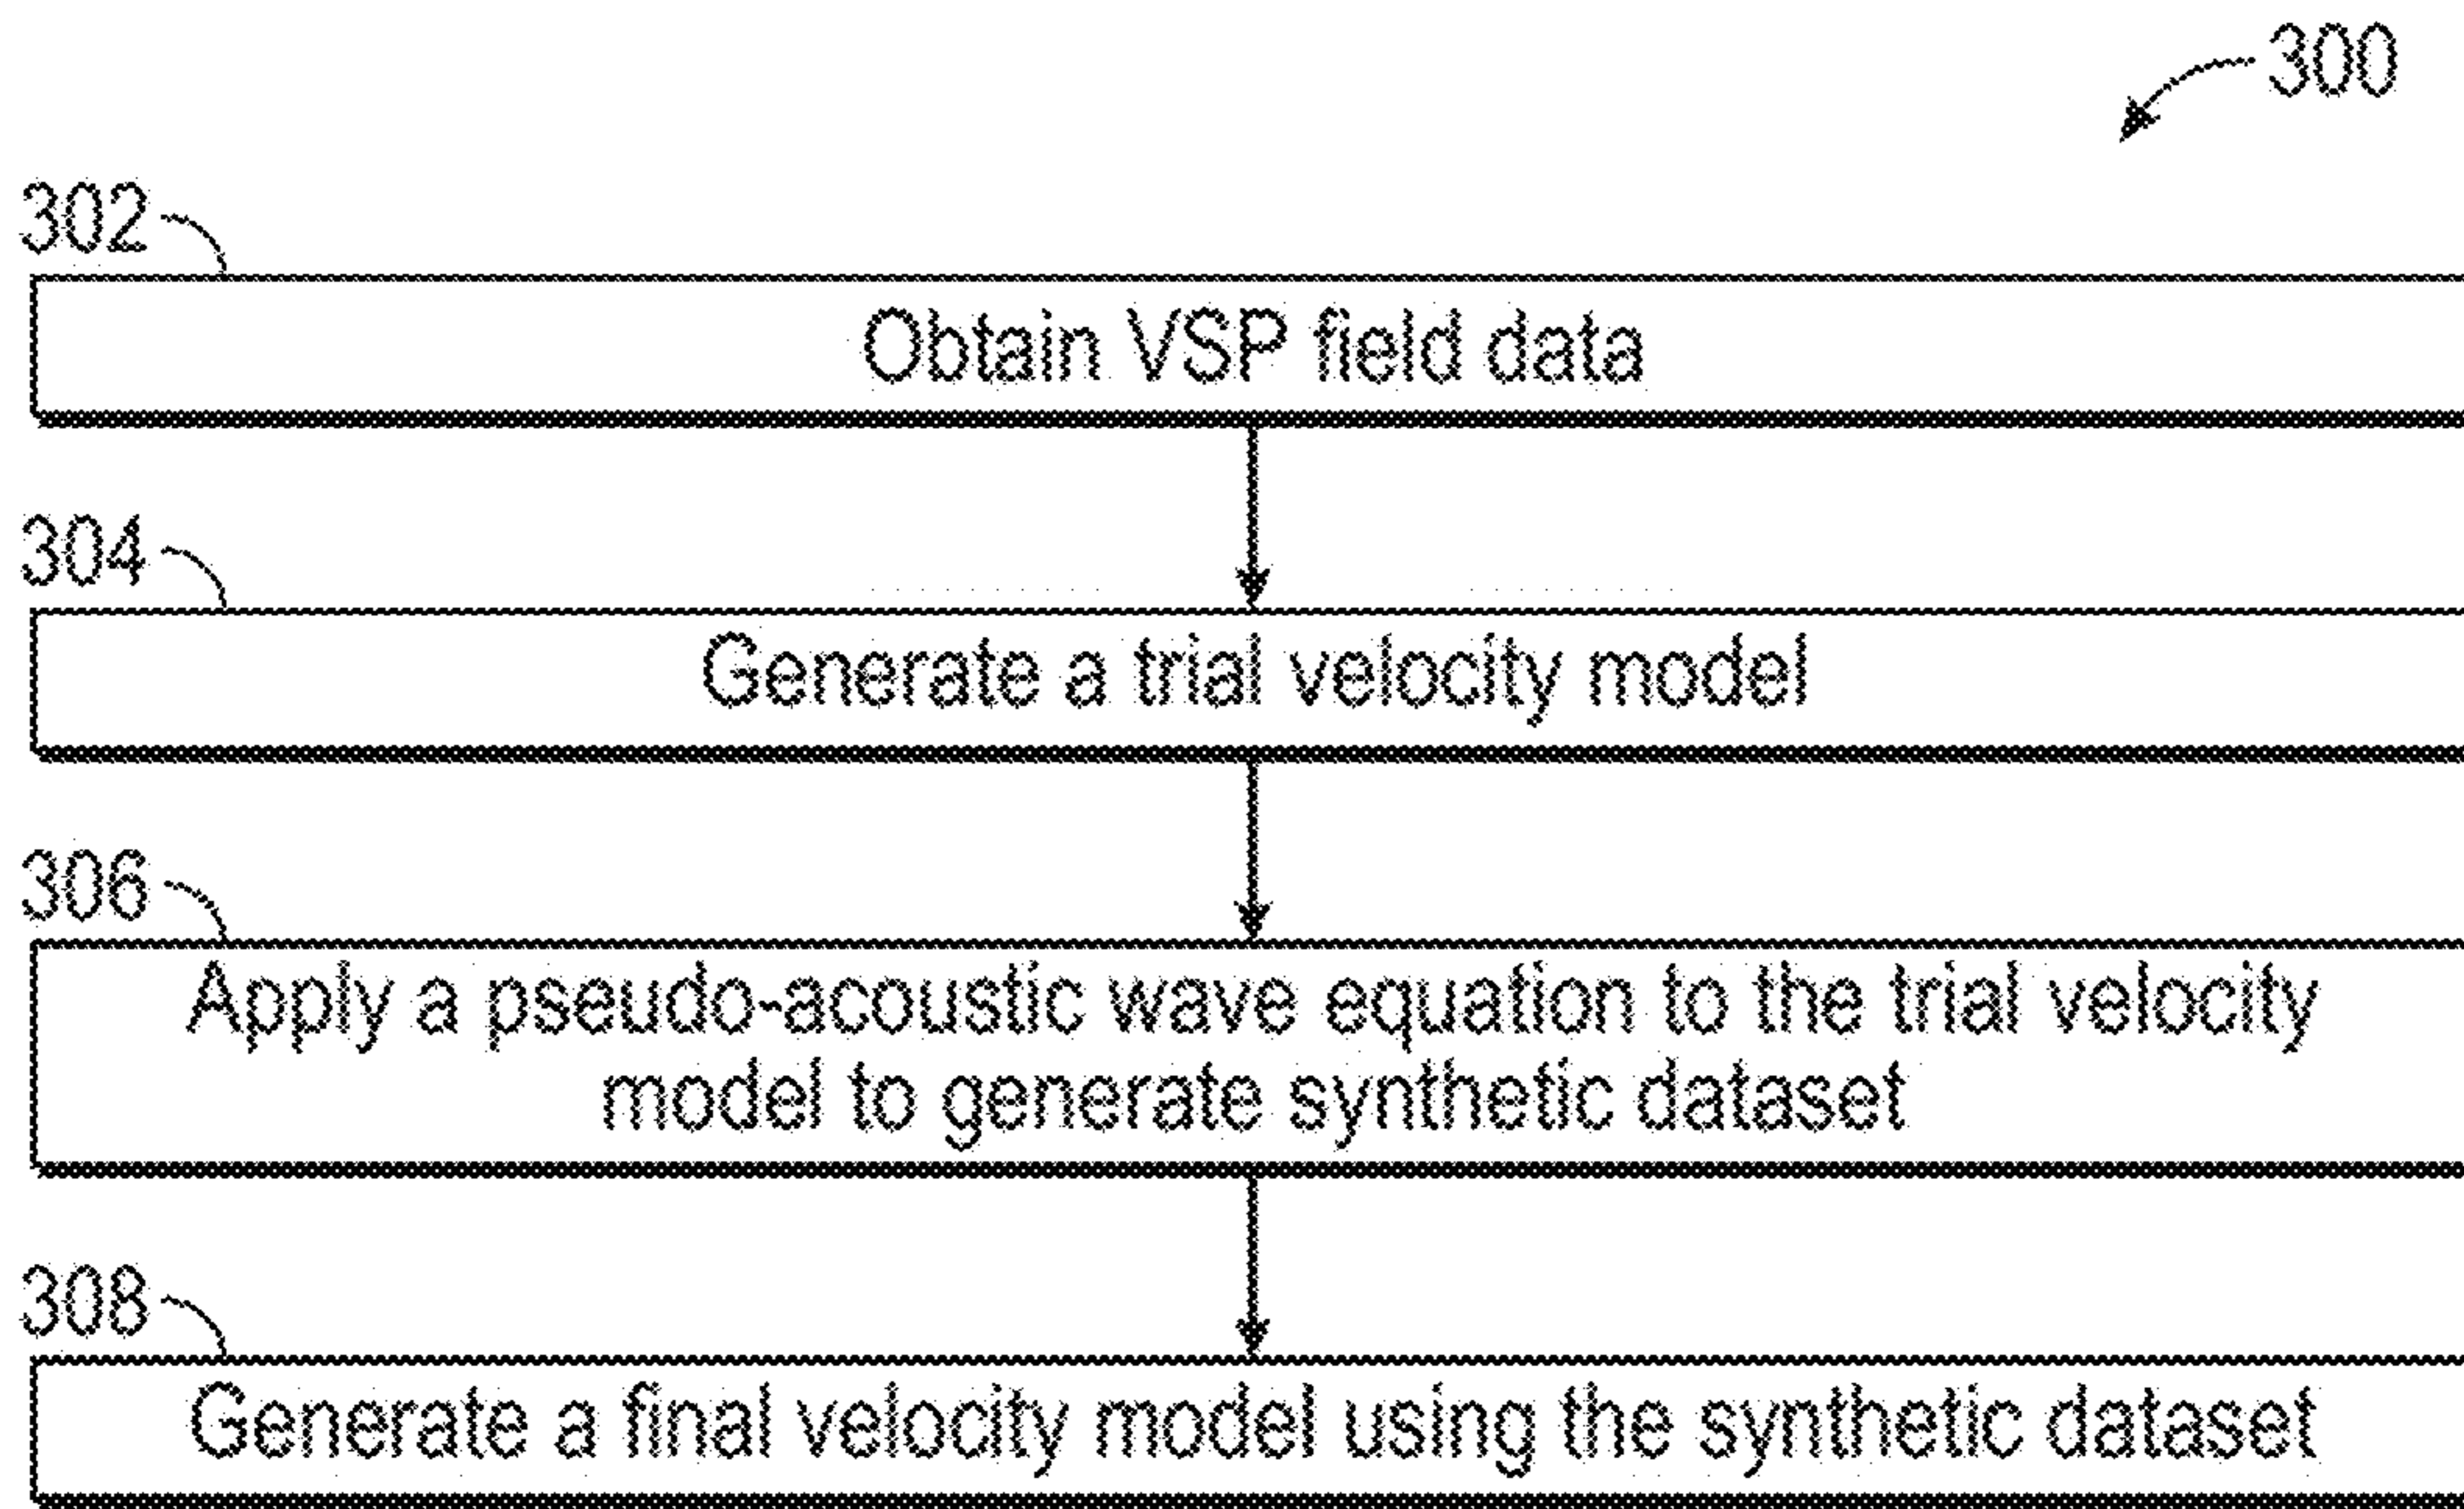 300
302
Obtain VSP field data
304
Generate a trial velocity model
306
Apply a pseudo-acoustic wave equation to the trial velocity
model to generate synthetic dataset
308
Generate a final velocity model using the synthetic dataset